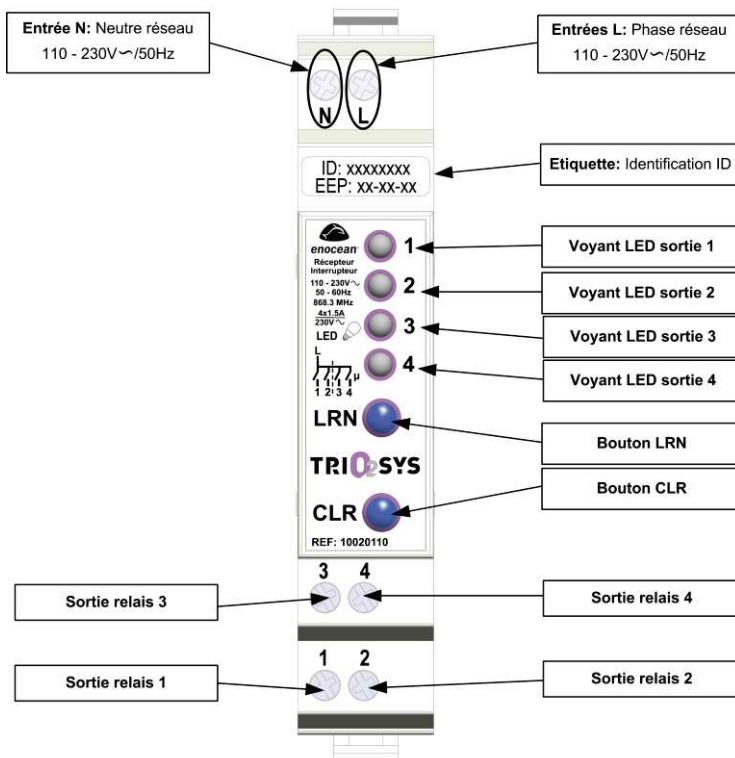 Entrée N: Neutre réseau
110 - 230V∼/50Hz
Entrées L: Phase réseau
110 - 230V∼/50Hz
N L
ID: xxxxxxxx
EEP: xx-xx-xx
Etiquette: Identification ID
enocean®
Récepteur
Interrupteur
110 - 230V∼
50 - 60Hz
868.3 MHz
4x1.5A
230V∼
LED
L
1 2 3 4
µ
1
2
3
4
Voyant LED sortie 1
Voyant LED sortie 2
Voyant LED sortie 3
Voyant LED sortie 4
LRN
Bouton LRN
TRIO2SYS
Bouton CLR
CLR
REF: 10020110
3 4
Sortie relais 3
Sortie relais 4
1 2
Sortie relais 1
Sortie relais 2